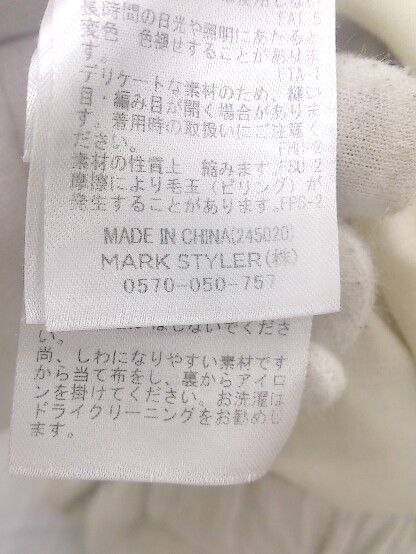 長時間の日光や照明にあたると
変色 色褪せすることがありま
デリケートな素材のため、縫い
目・編み目が開く場合がありま
す。着用時の取扱いにご注意く
ださい。
素材の性質上 縮みます。FSU-2
摩擦により毛玉(ピリング)が
発生することがあります。FPS-2
MADE IN CHINA(245020)
MARK STYLER(株)
0570-050-757
はしないでくださ
い。
尚、しわになりやすい素材です
から当て布をし、裏からアイロ
ンを掛けてください。お洗濯は
ドライクリーニングをお勧めし
ます。